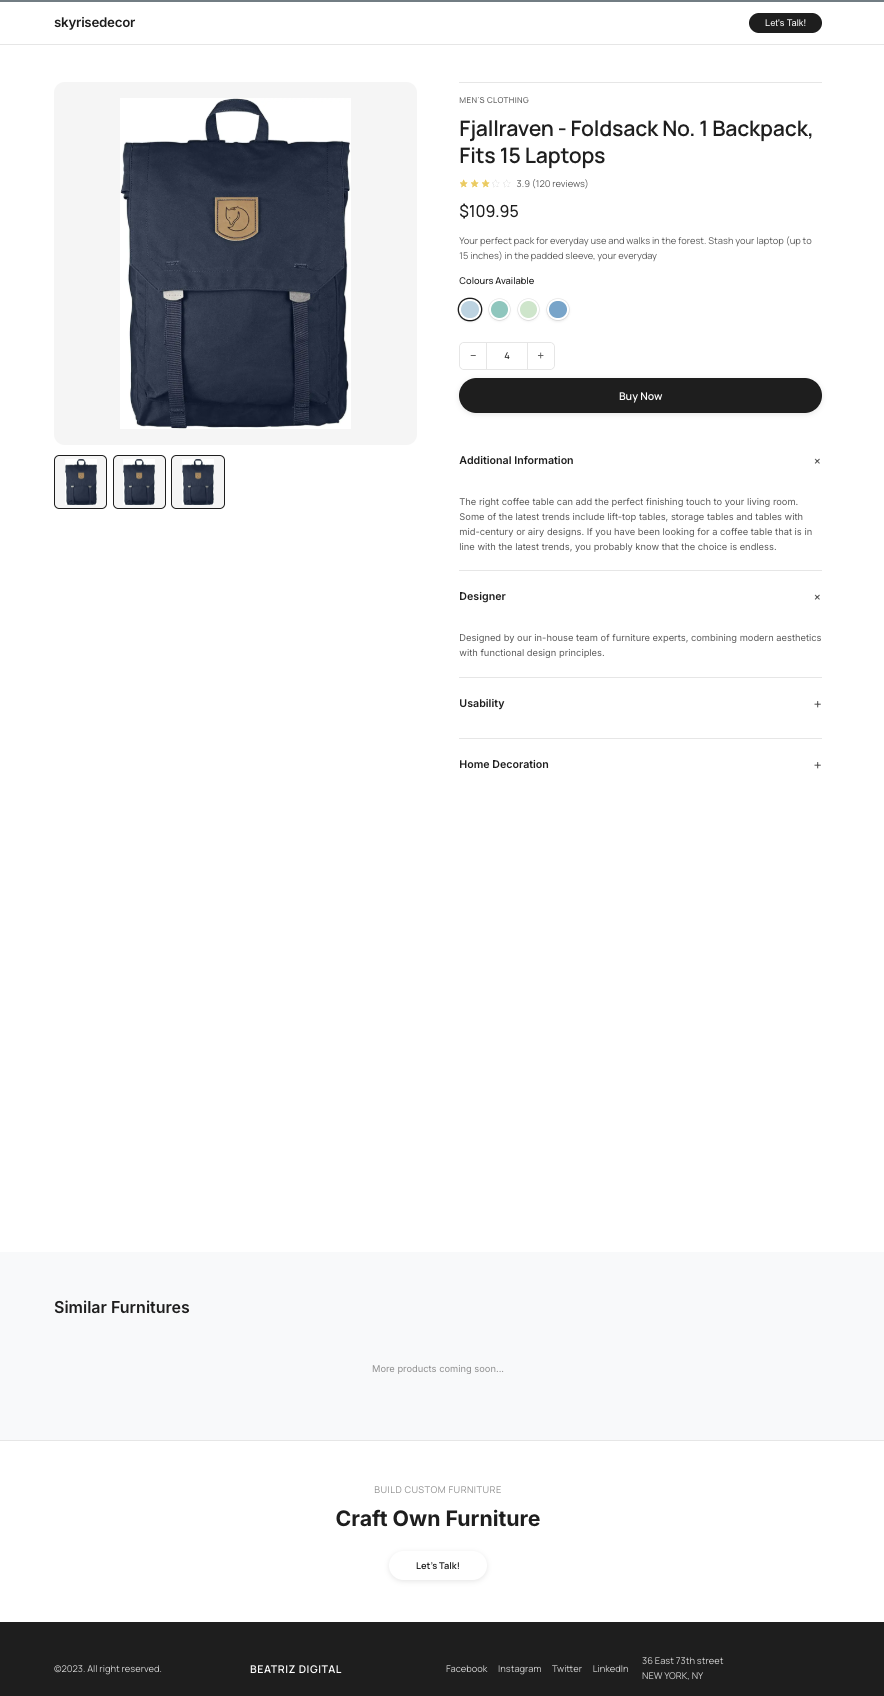 skyrisedecor
Let's Talk!
MEN'S CLOTHING
Fjallraven - Foldsack No. 1 Backpack,
Fits 15 Laptops
3.9 (120 reviews)
$109.95
Your perfect pack for everyday use and walks in the forest. Stash your laptop (up to
15 inches) in the padded sleeve, your everyday
Colours Available
− 4 +
Buy Now
Additional Information ×
The right coffee table can add the perfect finishing touch to your living room.
Some of the latest trends include lift-top tables, storage tables and tables with
mid-century or airy designs. If you have been looking for a coffee table that is in
line with the latest trends, you probably know that the choice is endless.
Designer ×
Designed by our in-house team of furniture experts, combining modern aesthetics
with functional design principles.
Usability +
Home Decoration +
Similar Furnitures
More products coming soon...
BUILD CUSTOM FURNITURE
Craft Own Furniture
Let's Talk!
©2023. All right reserved.
BEATRIZ DIGITAL
Facebook Instagram Twitter LinkedIn
36 East 73th street
NEW YORK, NY